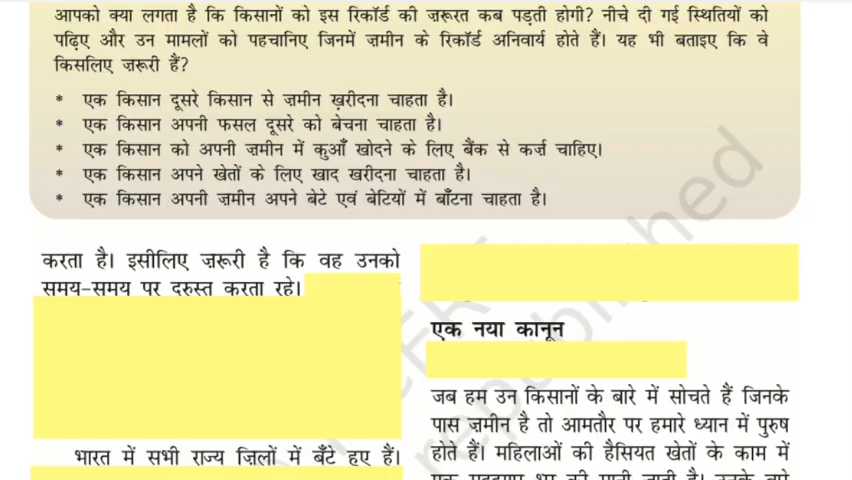 आपको क्या लगता है कि किसानों को इस रिकॉर्ड की ज़रूरत कब पड़ती होगी? नीचे दी गई स्थितियों को
पढ़िए और उन मामलों को पहचानिए जिनमें ज़मीन के रिकॉर्ड अनिवार्य होते हैं। यह भी बताइए कि वे
किसलिए ज़रूरी हैं?
* एक किसान दूसरे किसान से ज़मीन ख़रीदना चाहता है।
* एक किसान अपनी फसल दूसरे को बेचना चाहता है।
* एक किसान को अपनी ज़मीन में कुआँ खोदने के लिए बैंक से कर्ज़ चाहिए।
* एक किसान अपने खेतों के लिए खाद खरीदना चाहता है।
* एक किसान अपनी ज़मीन अपने बेटे एवं बेटियों में बाँटना चाहता है।
करता है। इसीलिए ज़रूरी है कि वह उनको
समय-समय पर दुरुस्त करता रहे।
भारत में सभी राज्य ज़िलों में बँटे हुए हैं।
एक नया कानून
जब हम उन किसानों के बारे में सोचते हैं जिनके
पास ज़मीन है तो आमतौर पर हमारे ध्यान में पुरुष
होते हैं। महिलाओं की हैसियत खेतों के काम में
republished